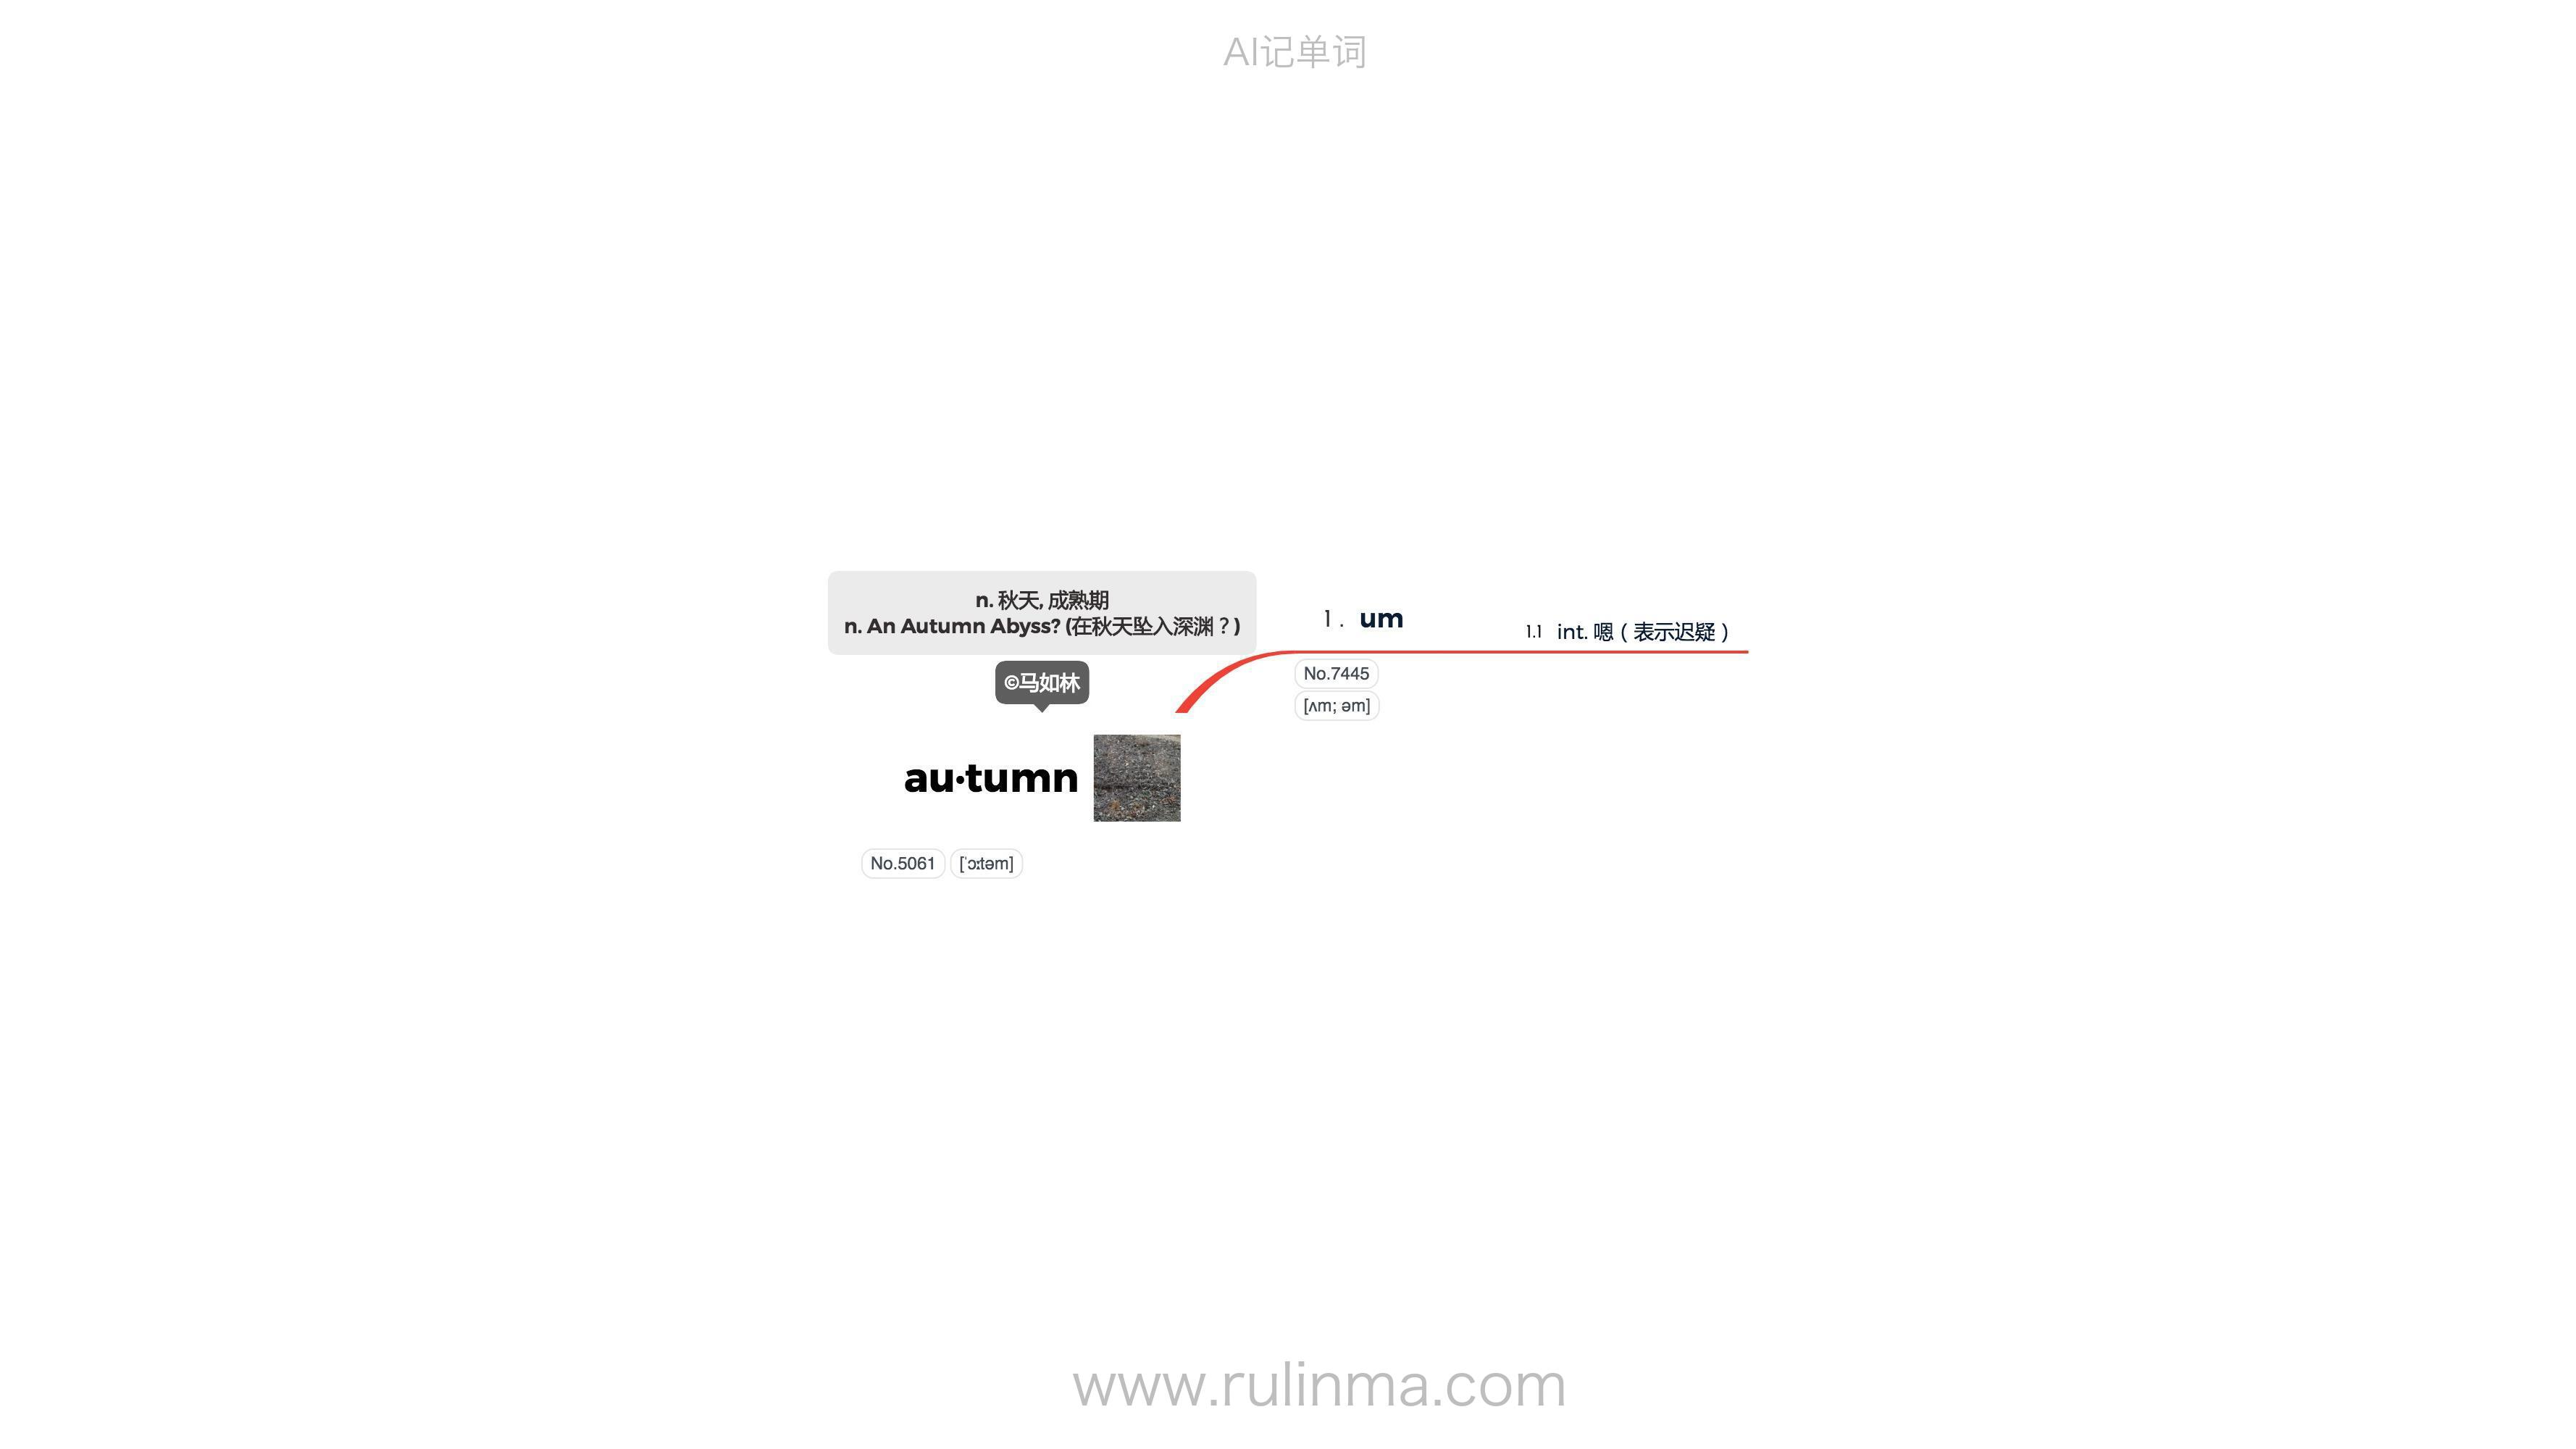 AI记单词
n. 秋天, 成熟期
n. An Autumn Abyss? (在秋天坠入深渊？)
©马如林
au·tumn
No.5061 [ˈɔːtəm]
1. um
No.7445
[ʌm; əm]
1.1 int. 嗯（表示迟疑）
www.rulinma.com